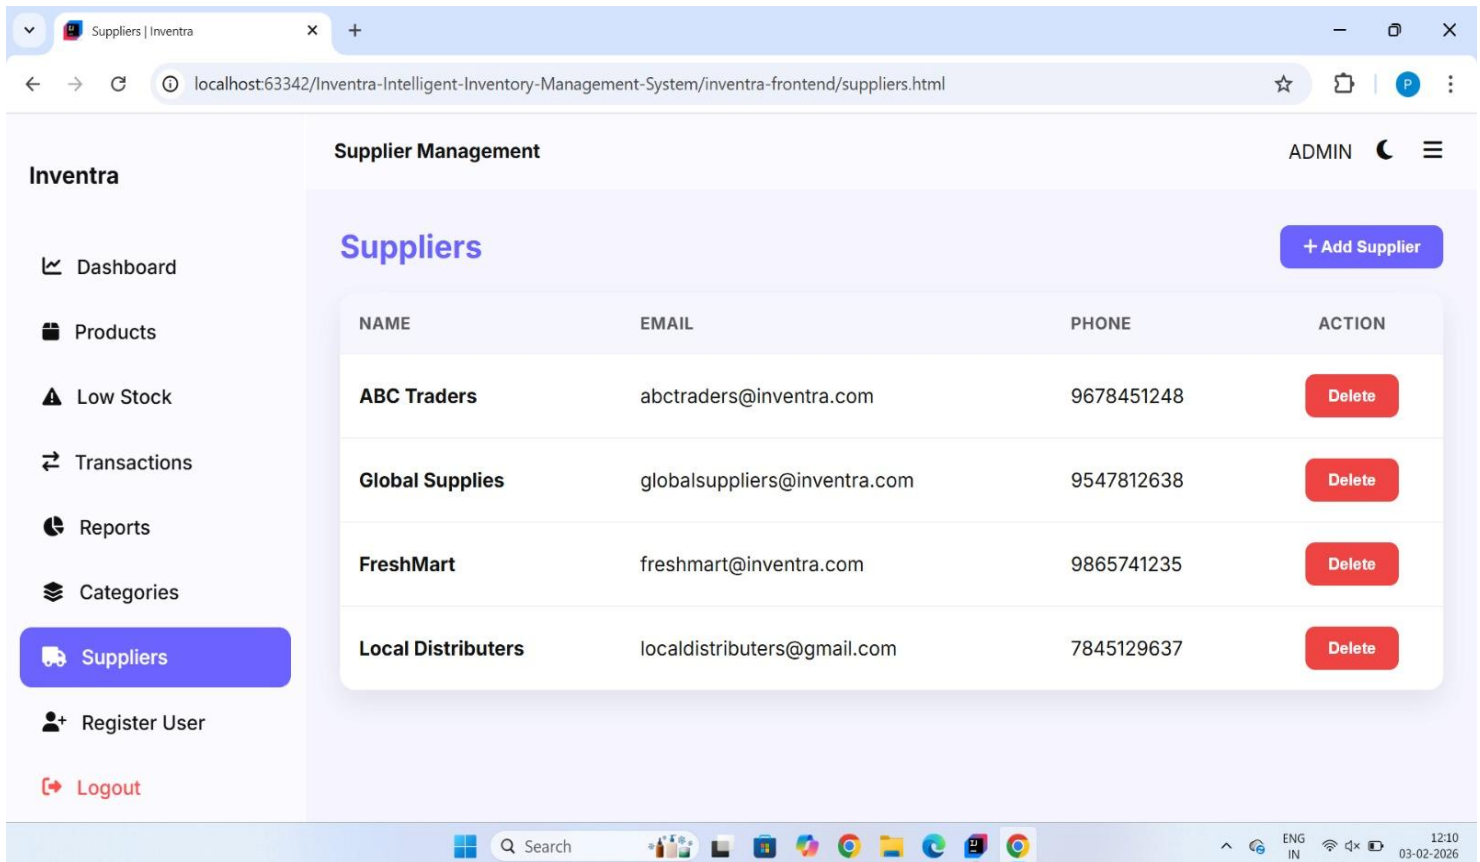 Suppliers | Inventra
localhost:63342/Inventra-Intelligent-Inventory-Management-System/inventra-frontend/suppliers.html
P
Inventra
Supplier Management
ADMIN
Dashboard
Products
Low Stock
Transactions
Reports
Categories
Suppliers
Register User
Logout
Suppliers
+ Add Supplier
NAME EMAIL PHONE ACTION
ABC Traders abctraders@inventra.com 9678451248 Delete
Global Supplies globalsuppliers@inventra.com 9547812638 Delete
FreshMart freshmart@inventra.com 9865741235 Delete
Local Distributers localdistributers@gmail.com 7845129637 Delete
Search
ENG
IN
12:10
03-02-2026